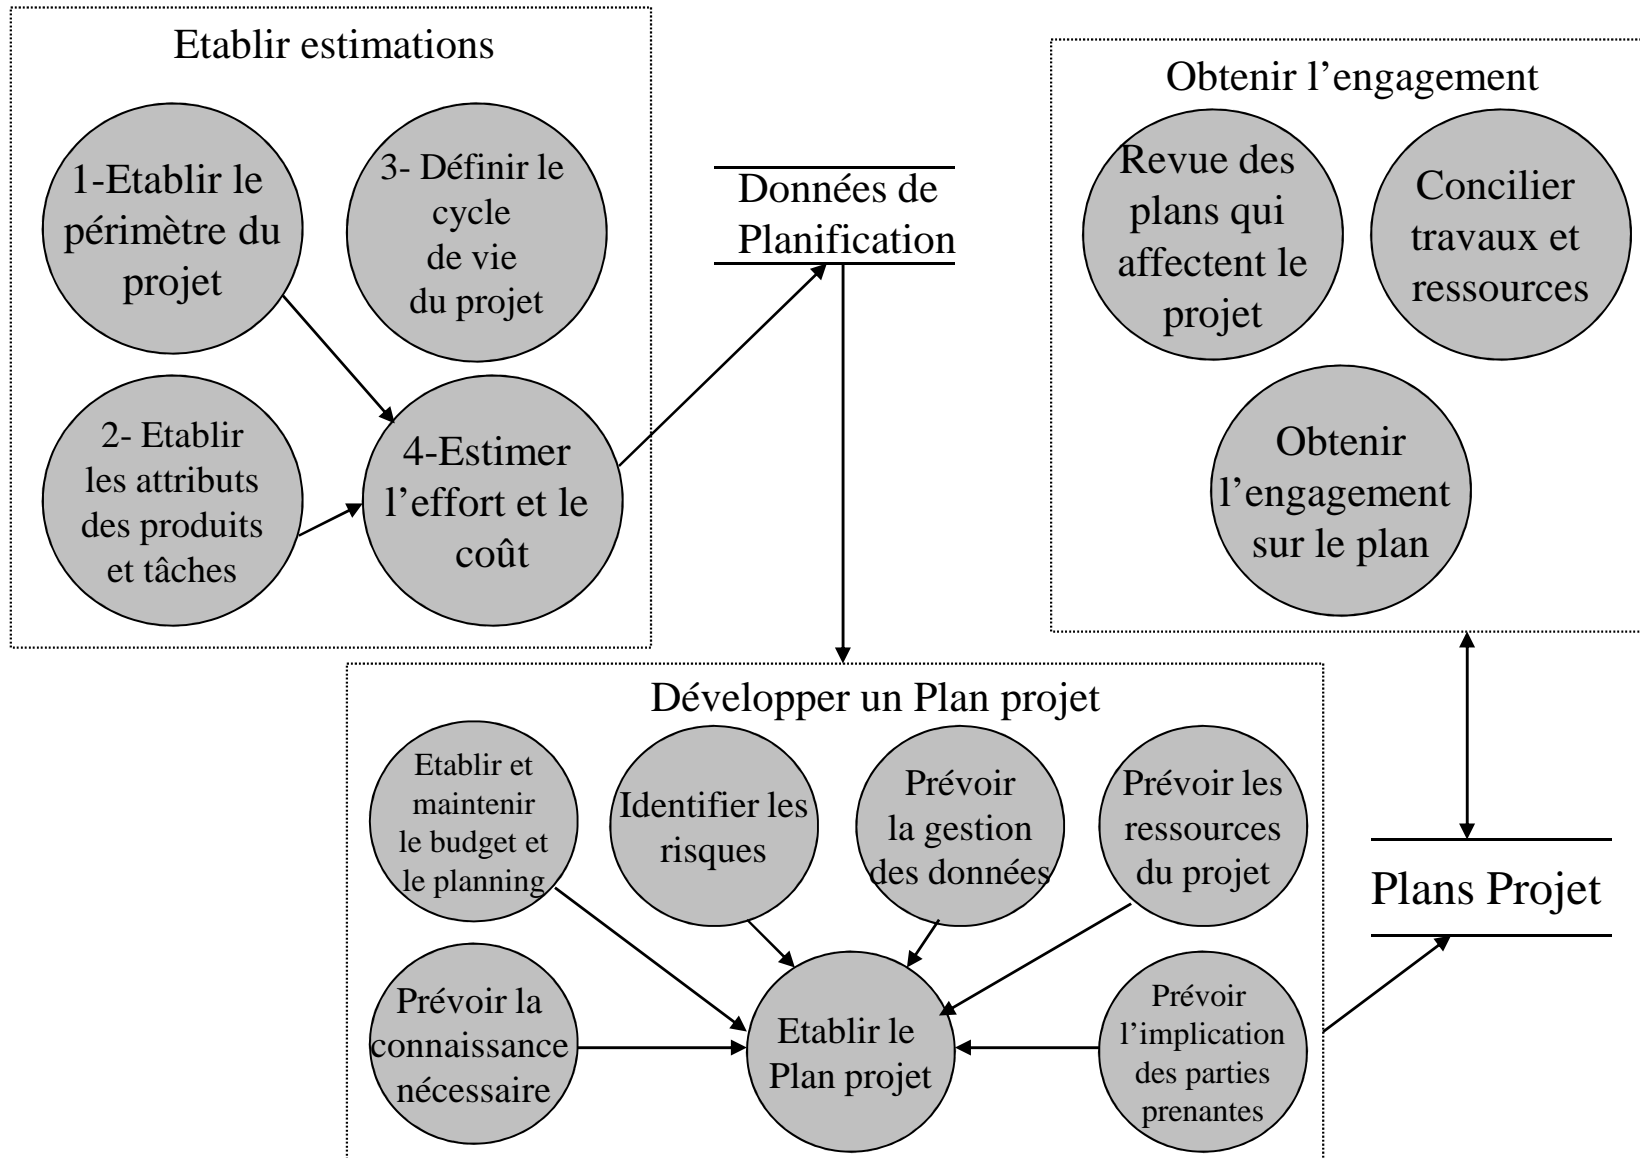 Etablir estimations
1-Etablir le
périmètre du
projet
3- Définir le
cycle
de vie
du projet
2- Etablir
les attributs
des produits
et tâches
4-Estimer
l’effort et le
coût
Données de
Planification
Obtenir l’engagement
Revue des
plans qui
affectent le
projet
Concilier
travaux et
ressources
Obtenir
l’engagement
sur le plan
Développer un Plan projet
Etablir et
maintenir
le budget et
le planning
Identifier les
risques
Prévoir
la gestion
des données
Prévoir les
ressources
du projet
Prévoir la
connaissance
nécessaire
Etablir le
Plan projet
Prévoir
l’implication
des parties
prenantes
Plans Projet